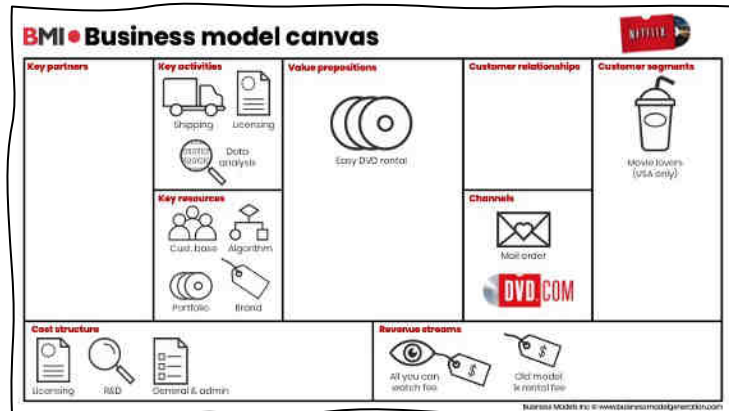 BMI Business model canvas
NETFLIX
Key partners
Key activities
Shipping
Licensing
Data
analysis
Key resources
Cust. base
Algorithm
Portfolio
Brand
Value propositions
Easy DVD rental
Customer relationships
Channels
Mail order
DVD.COM
Customer segments
Movie lovers
(USA only)
Cost structure
Licensing
R&D
General & admin
Revenue streams
$
All you can
watch fee
$
Old model
is rental fee
Business Models Inc © www.businessmodelgeneration.com